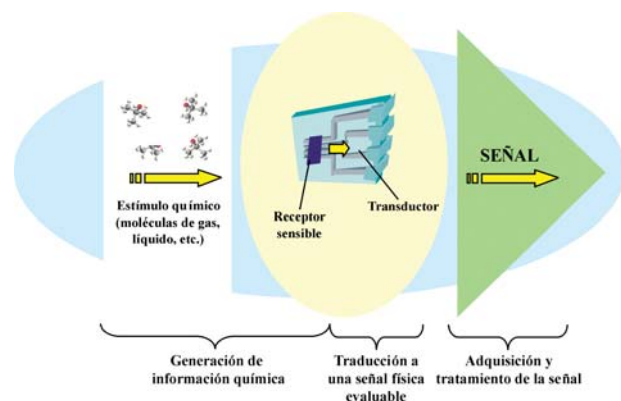 SEÑAL
Estímulo químico
(moléculas de gas,
líquido, etc.)
Receptor
sensible
Transductor
Generación de
información química
Traducción a
una señal física
evaluable
Adquisición y
tratamiento de la señal